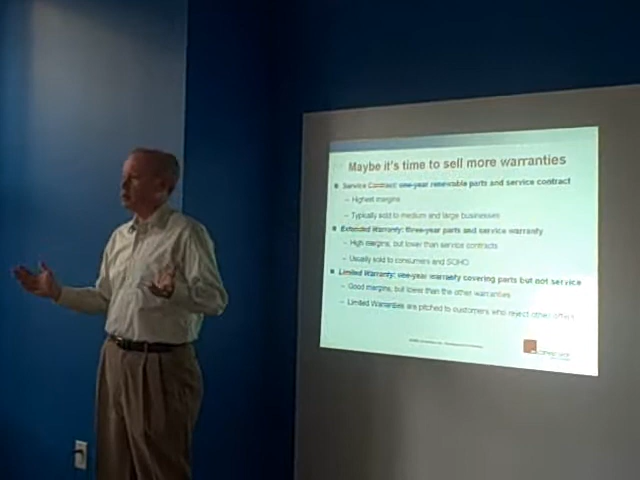 Maybe it's time to sell more warranties
Service Contract: one-year renewable parts and service contract
– Highest margins
– Typically sold to medium and large businesses
Extended Warranty: three-year parts and service warranty
– High margins, but lower than service contracts
– Usually sold to consumers and SOHO
Limited Warranty: one-year warranty covering parts but not service
– Good margins, but lower than the other warranties
– Limited Warranties are pitched to customers who reject other offers